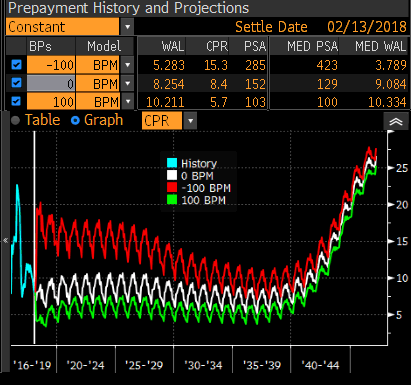 Prepayment History and Projections
Constant Settle Date 02/13/2018
BPs Model WAL CPR PSA MED PSA MED WAL
-100 BPM 5.283 15.3 285 423 3.789
0 BPM 8.254 8.4 152 129 9.084
100 BPM 10.211 5.7 103 100 10.334
Table Graph CPR
History
0 BPM
-100 BPM
100 BPM
25
20
15
10
5
'16-'19 '20-'24 '25-'29 '30-'34 '35-'39 '40-'44